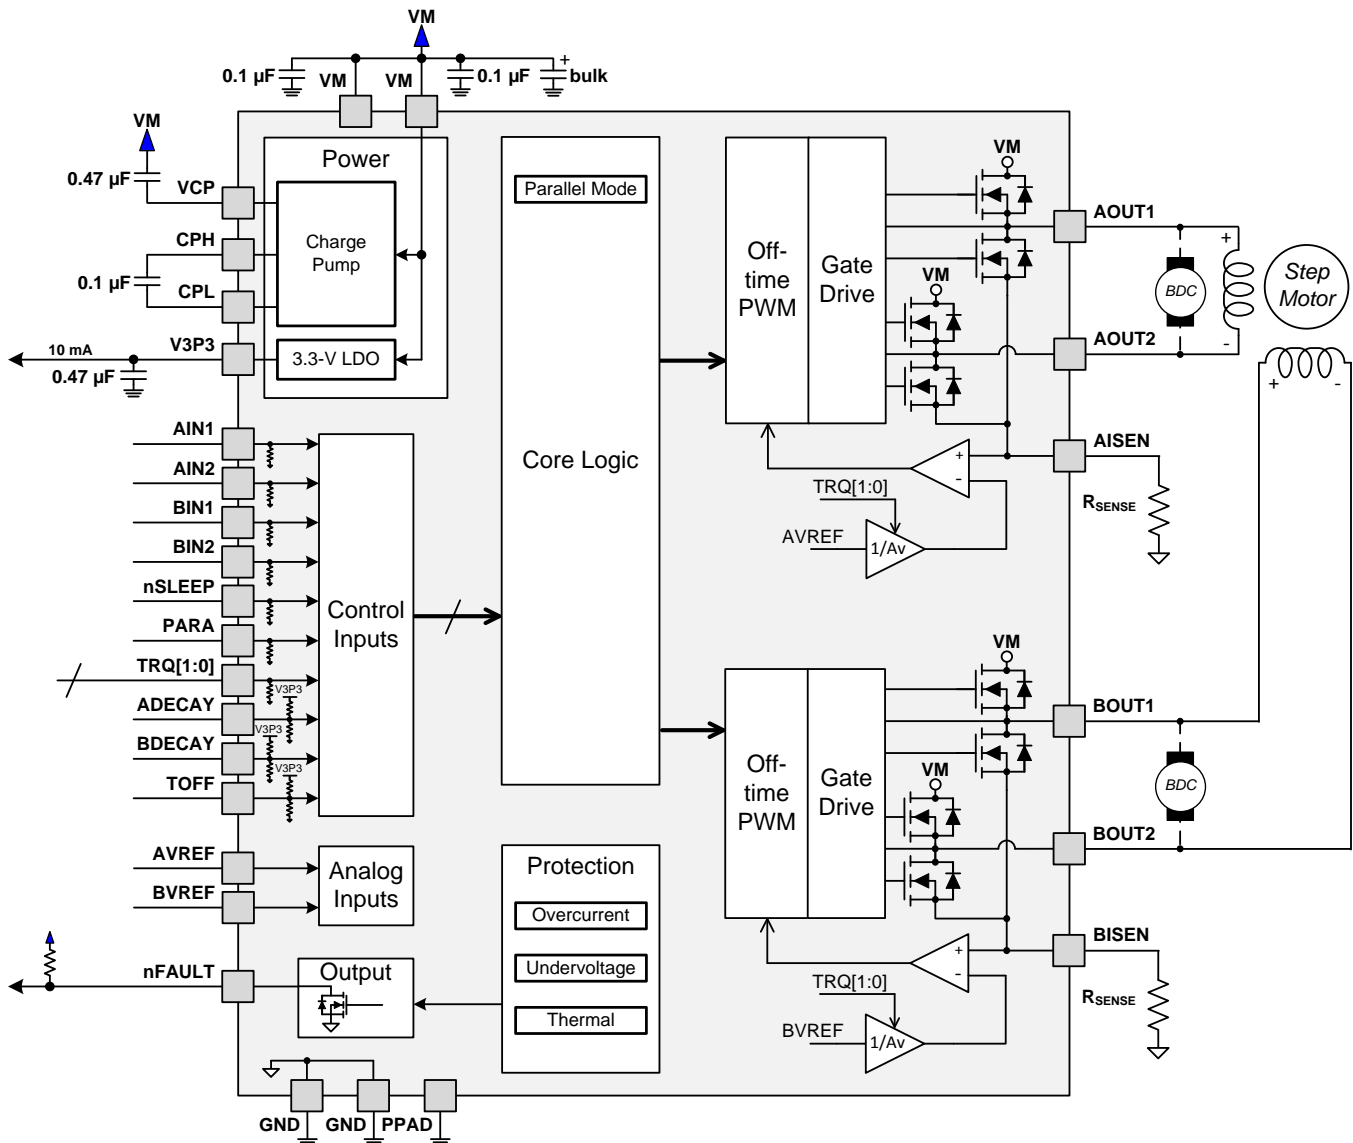 VM
0.1 µF
VM
VM
0.1 µF
+
bulk
VM
0.47 µF
VCP
CPH
0.1 µF
CPL
10 mA
V3P3
0.47 µF
Power
Charge
Pump
3.3-V LDO
AIN1
AIN2
BIN1
BIN2
nSLEEP
PARA
TRQ[1:0]
V3P3
ADECAY
V3P3
BDECAY
V3P3
TOFF
Control
Inputs
AVREF
BVREF
Analog
Inputs
nFAULT
Output
GND
GND
PPAD
Parallel Mode
Core Logic
Protection
Overcurrent
Undervoltage
Thermal
Off-
time
PWM
Gate
Drive
VM
VM
AOUT1
AOUT2
+
-
BDC
Step
Motor
+
-
AISEN
RSENSE
+
-
TRQ[1:0]
AVREF
1/Av
Off-
time
PWM
Gate
Drive
VM
VM
BOUT1
BDC
BOUT2
BISEN
RSENSE
+
-
TRQ[1:0]
BVREF
1/Av